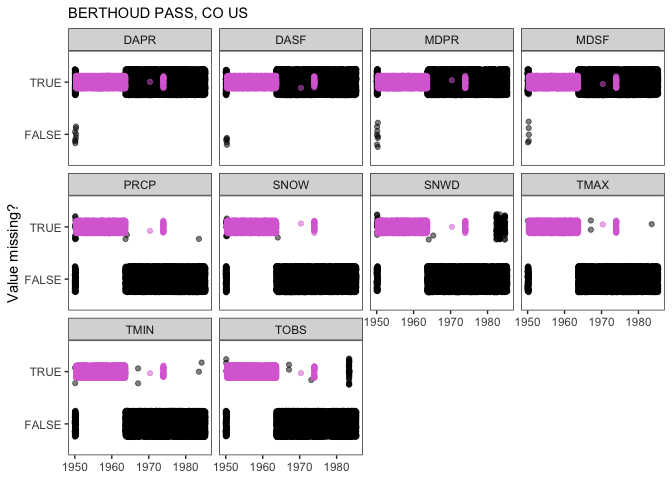 BERTHOUD PASS, CO US
DAPR DASF MDPR MDSF
TRUE
FALSE
PRCP SNOW SNWD TMAX
TRUE
FALSE
Value missing?
1950 1960 1970 1980 1950 1960 1970 1980
TMIN TOBS
TRUE
FALSE
1950 1960 1970 1980 1950 1960 1970 1980